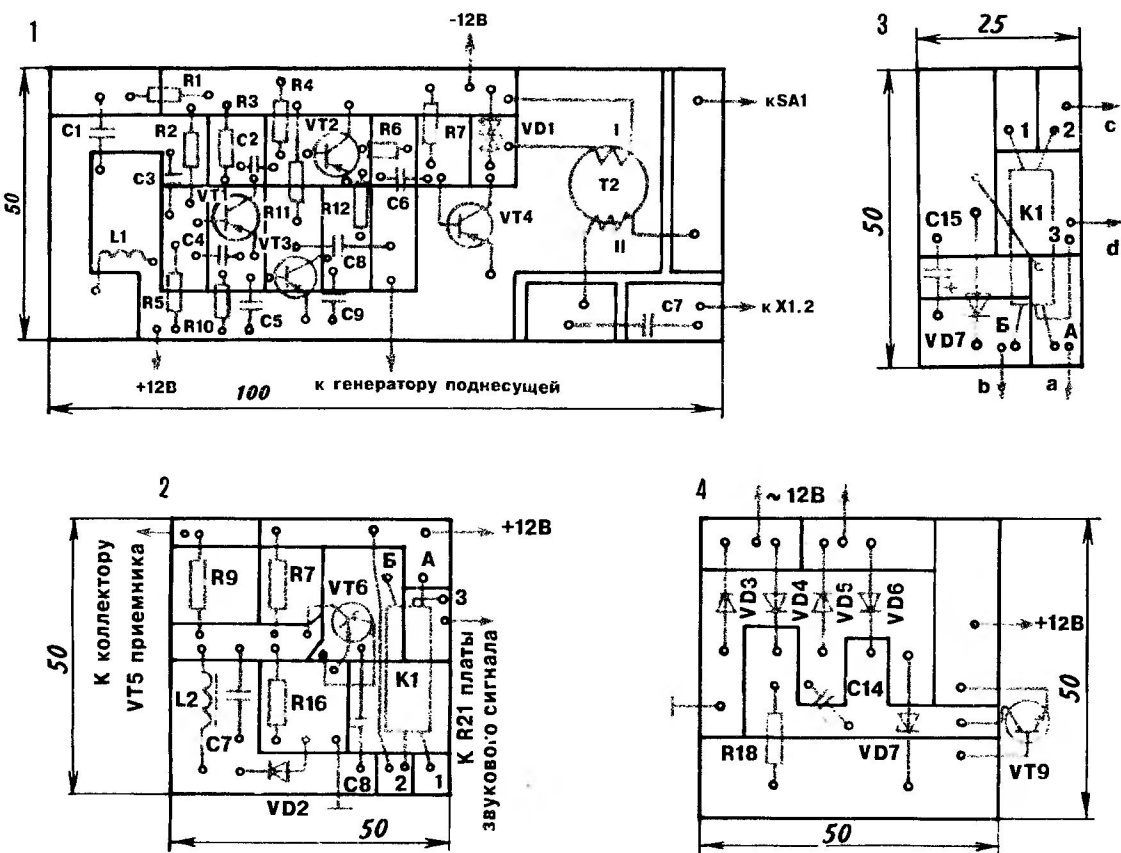 1
-12В
50
R1
R2
R3
R4
C1
C2
VT2
R6
R7
VD1
I
T2
II
кSA1
C3
VT1
R11
R12
C6
VT4
L1
C4
VT3
C8
R5
R10
C5
C9
C7
к X1.2
+12В
к генератору поднесущей
100
3
25
50
1
2
c
C15
K1
3
d
VD7
Б
А
b
a
2
К коллектору
VT5 приемника
50
+12В
R9
R7
VT6
Б
А
3
L2
C7
R16
K1
VD2
C8
2
1
К R21 платы
звукового сигнала
50
4
~ 12В
VD3
VD4
VD5
VD6
+12В
50
C14
R18
VD7
VT9
50